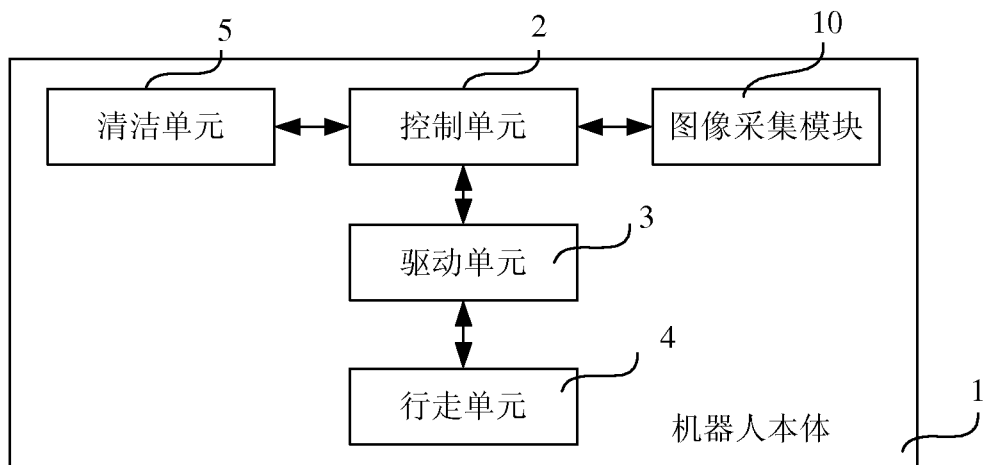 5
2
10
清洁单元
控制单元
图像采集模块
3
驱动单元
4
行走单元
1
机器人本体